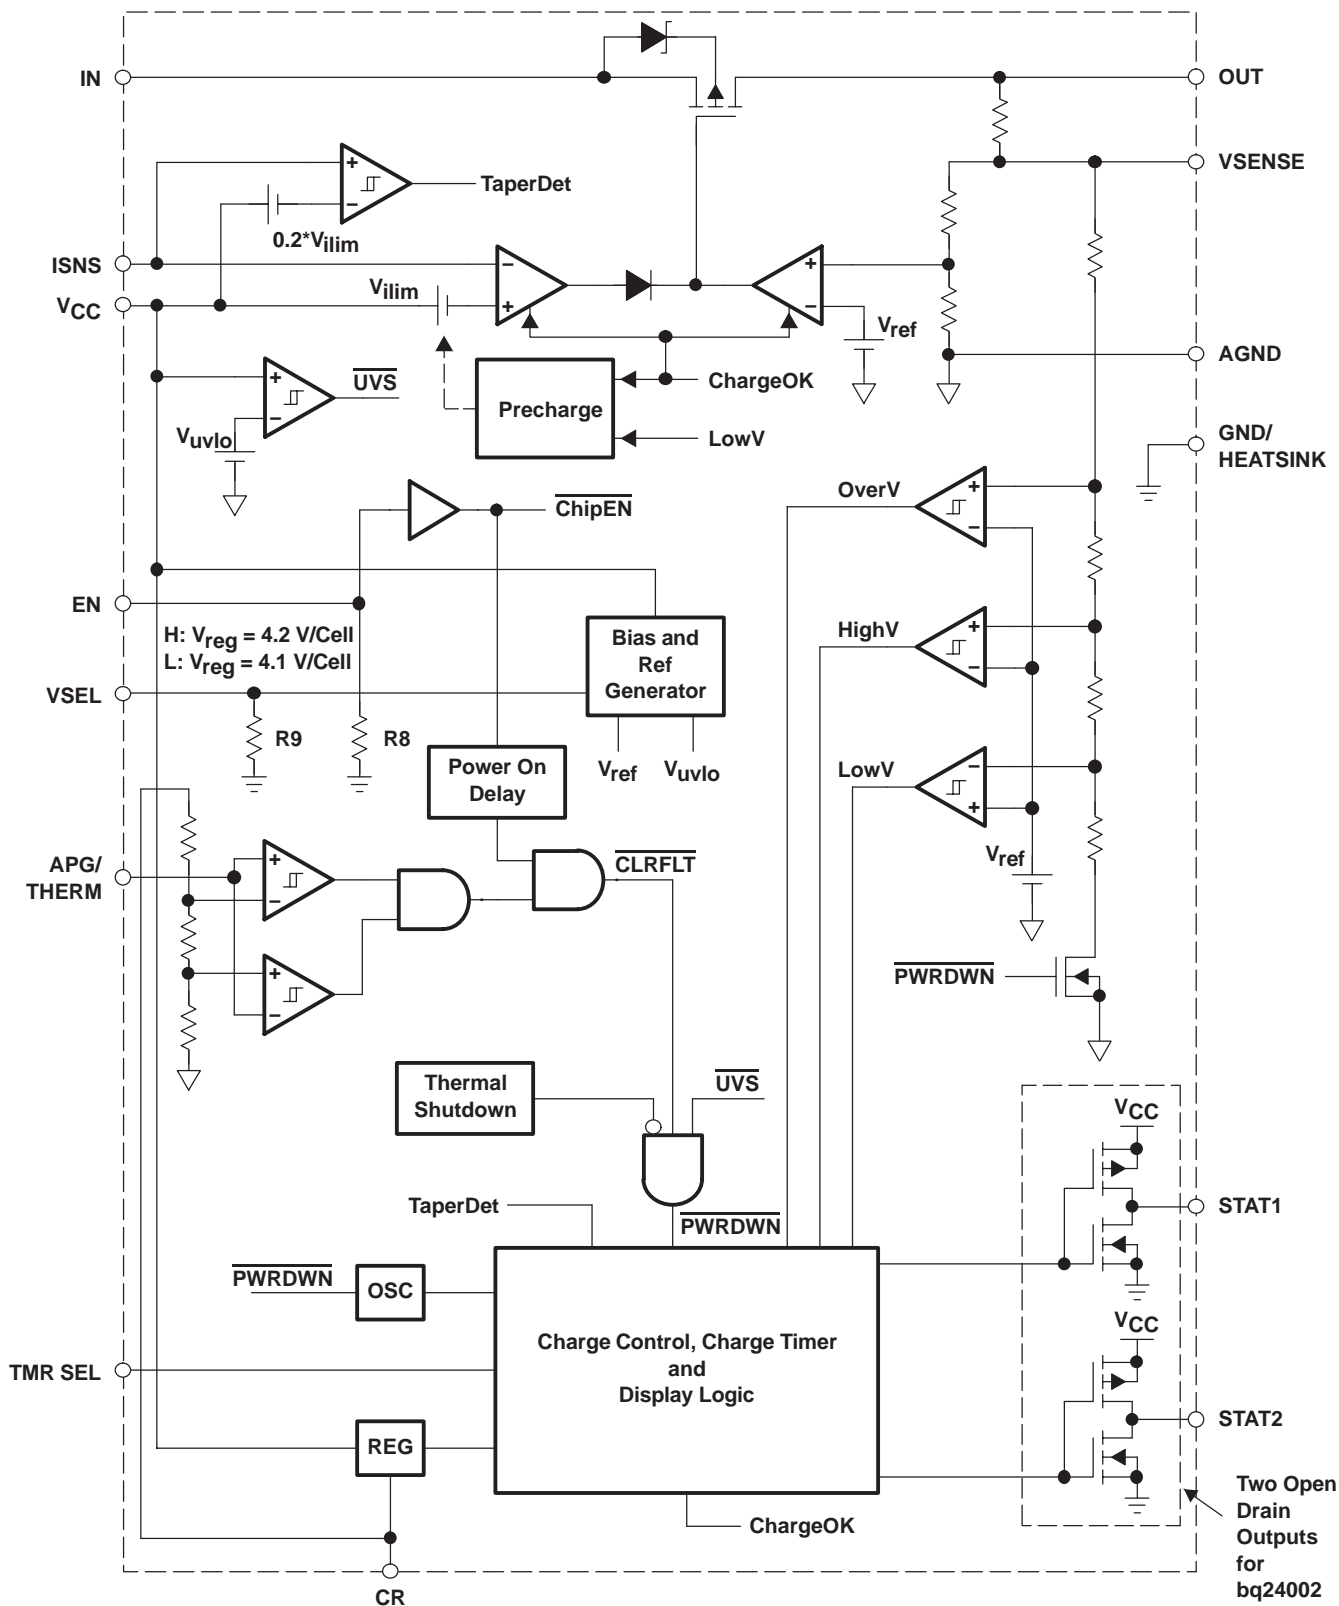 IN
OUT
VSENSE
+
−
TaperDet
0.2*Vilim
ISNS
VCC
Vilim
−
+
+
−
Vref
AGND
+
−
UVS
Vuvlo
Precharge
ChargeOK
LowV
GND/
HEATSINK
OverV
+
−
ChipEN
EN
H: Vreg = 4.2 V/Cell
L: Vreg = 4.1 V/Cell
Bias and
Ref
Generator
HighV
+
−
VSEL
R9
R8
Vref
Vuvlo
Power On
Delay
LowV
−
+
Vref
APG/
THERM
+
−
CLRFLT
+
−
PWRDWN
Thermal
Shutdown
UVS
VCC
TaperDet
PWRDWN
STAT1
PWRDWN
OSC
VCC
Charge Control, Charge Timer
and
Display Logic
TMR SEL
STAT2
REG
Two Open
Drain
Outputs
for
bq24002
ChargeOK
CR